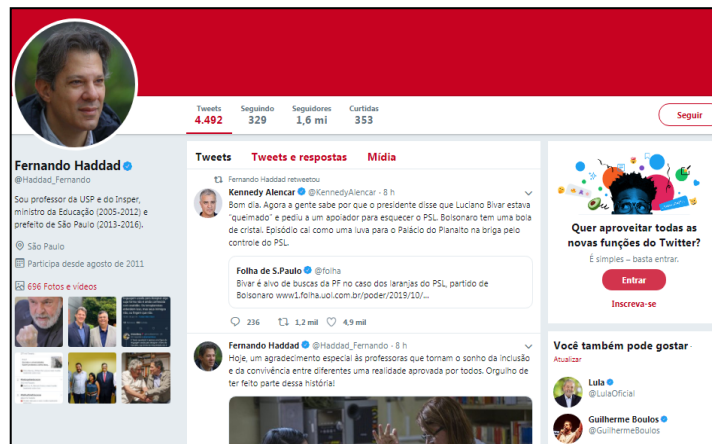 Tweets Seguindo Seguidores Curtidas
4.492 329 1,6 mi 353
Seguir
Fernando Haddad
@Haddad_Fernando
Sou professor da USP e do Insper,
ministro da Educação (2005-2012) e
prefeito de São Paulo (2013-2016).
São Paulo
Participa desde agosto de 2011
696 Fotos e vídeos
Tweets Tweets e respostas Mídia
Fernando Haddad retweetou
Kennedy Alencar @KennedyAlencar · 8 h
Bom dia. Agora a gente sabe por que o presidente disse que Luciano Bivar estava
"queimado" e pediu a um apoiador para esquecer o PSL. Bolsonaro tem uma bola
de cristal. Episódio cai como uma luva para o Palácio do Planalto na briga pelo
controle do PSL.
Folha de S.Paulo @folha
Bivar é alvo de buscas da PF no caso dos laranjas do PSL, partido de
Bolsonaro www1.folha.uol.com.br/poder/2019/10/...
236 1,2 mil 4,9 mil
Fernando Haddad @Haddad_Fernando · 8 h
Hoje, um agradecimento especial às professoras que tornam o sonho da inclusão
e da convivência entre diferentes uma realidade aprovada por todos. Orgulho de
ter feito parte dessa história!
Quer aproveitar todas as
novas funções do Twitter?
É simples – basta entrar.
Entrar
Inscreva-se
Você também pode gostar ·
Atualizar
Lula
@LulaOficial
Guilherme Boulos
@GuilhermeBoulos